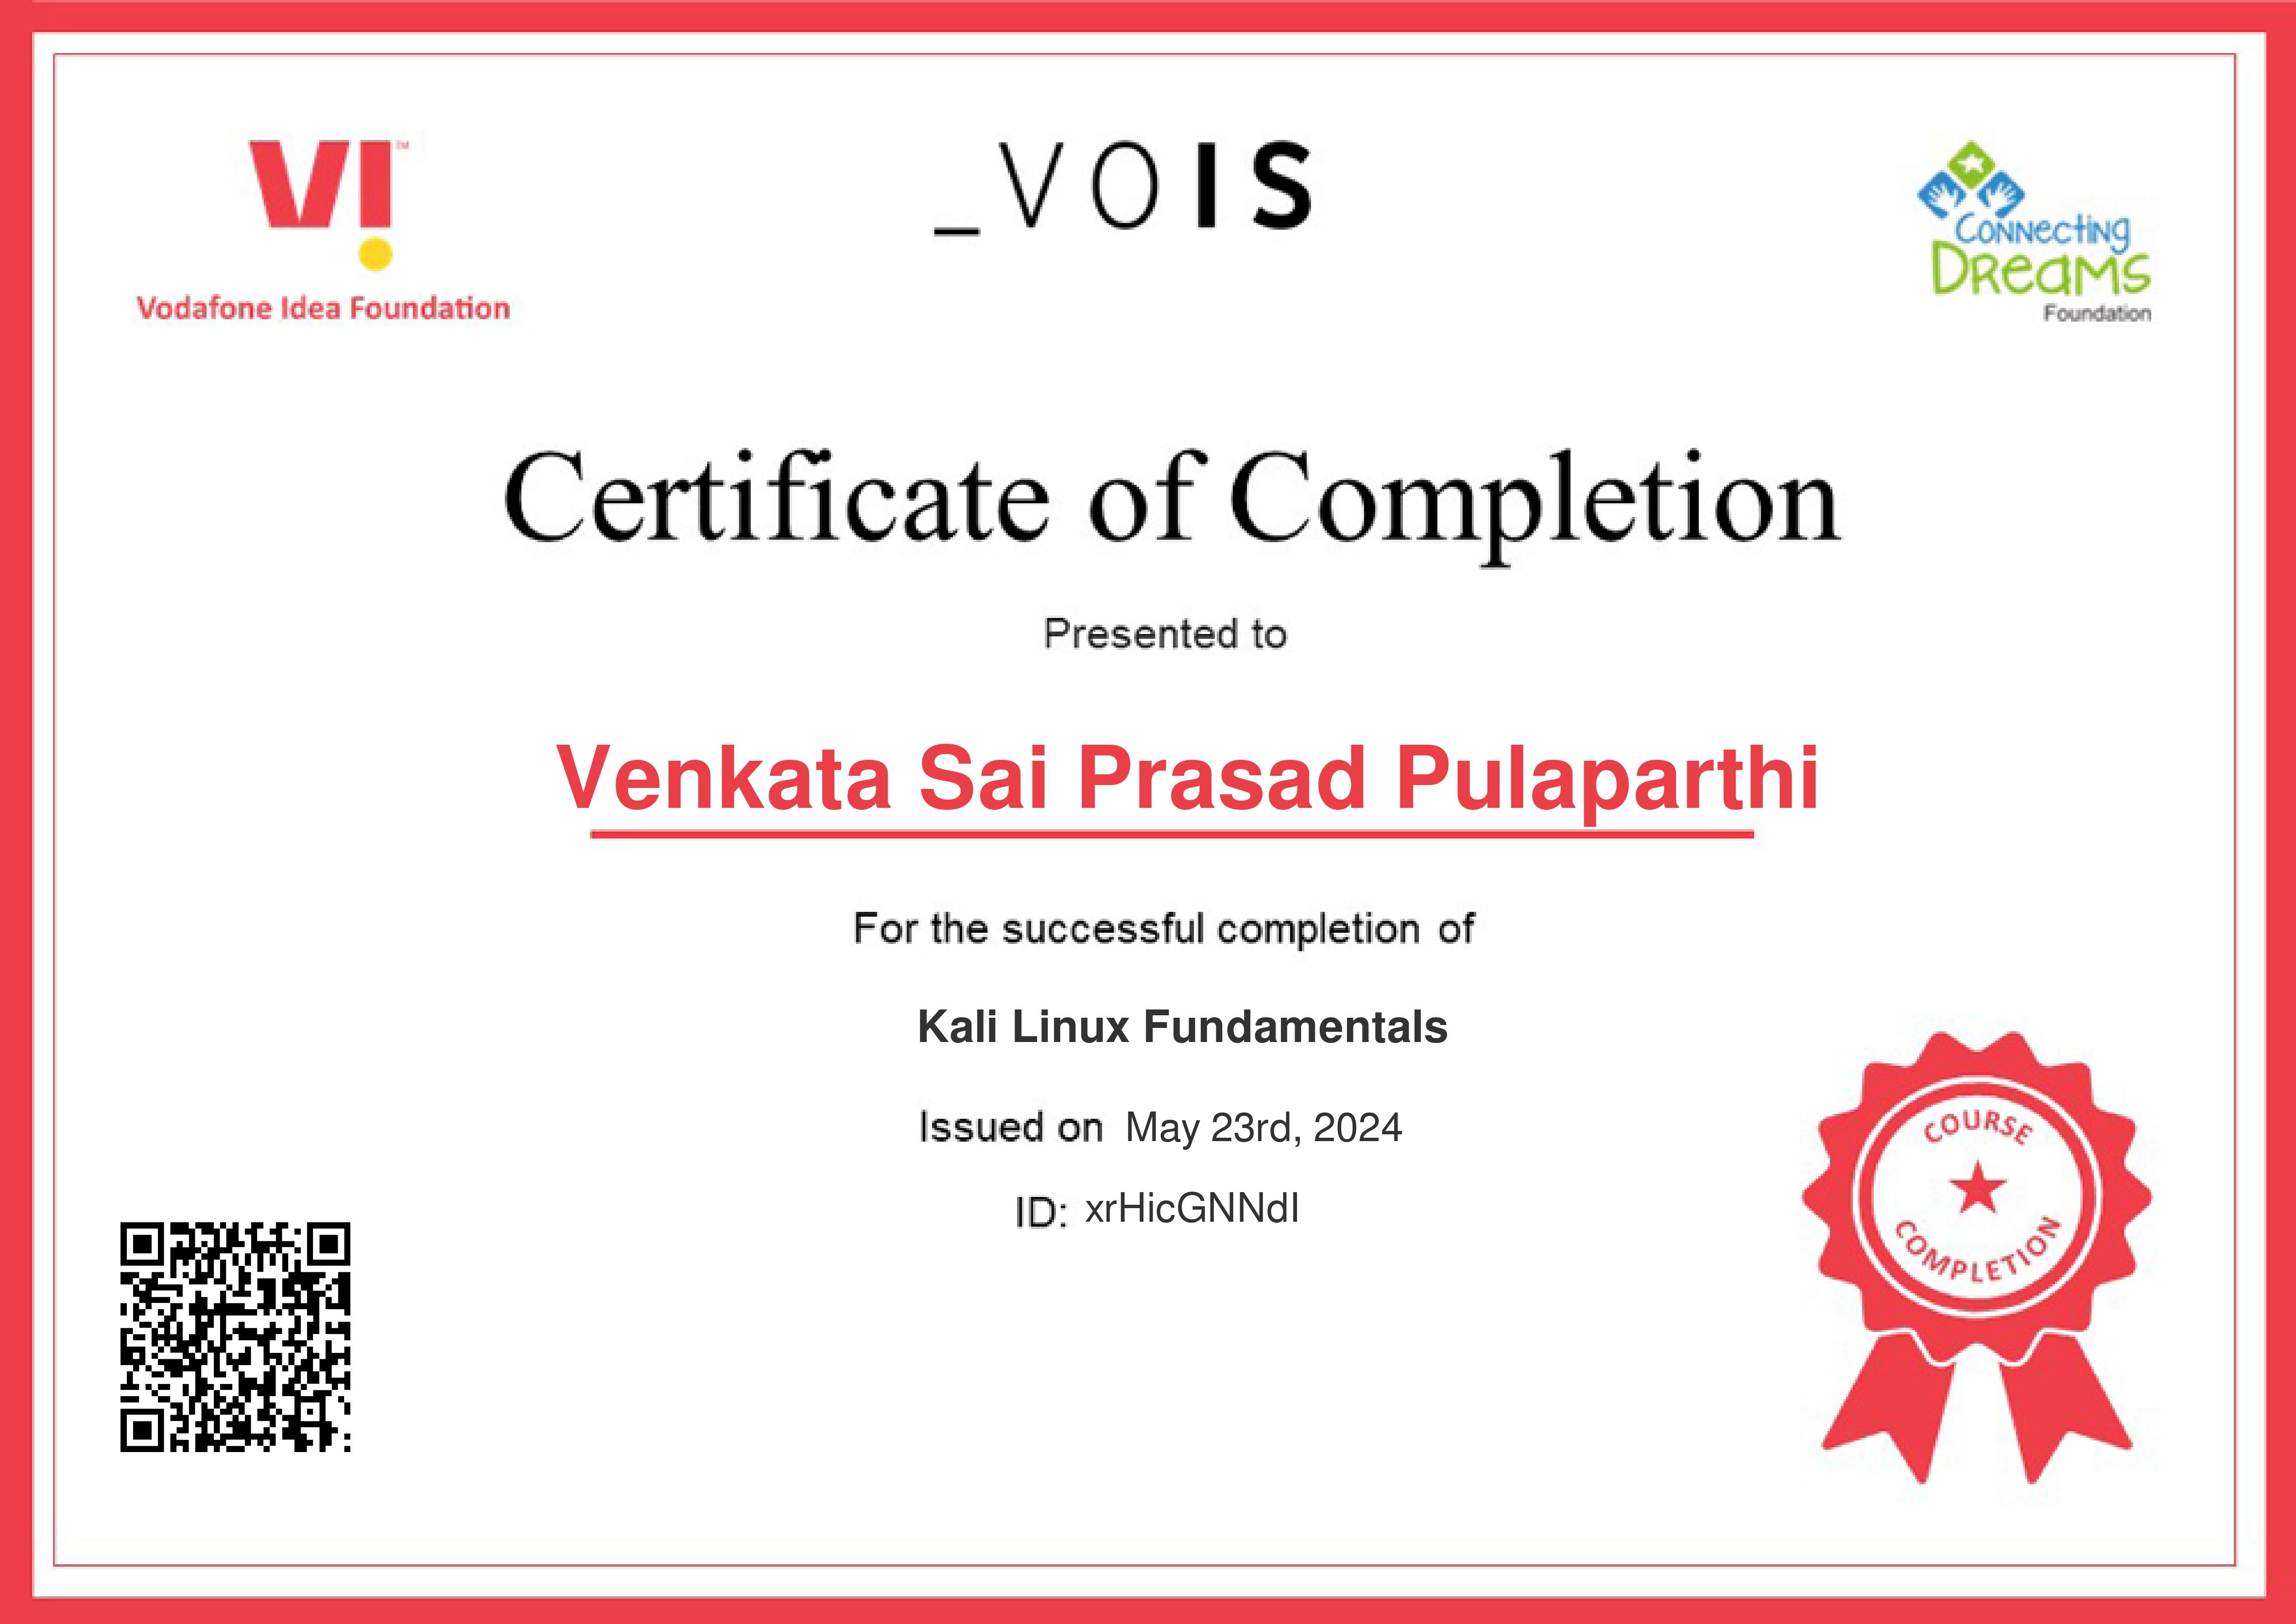 VI™
Vodafone Idea Foundation
_VOIS
Connecting
Dreams
Foundation
Certificate of Completion
Presented to
Venkata Sai Prasad Pulaparthi
For the successful completion of
Kali Linux Fundamentals
Issued on May 23rd, 2024
ID: xrHicGNNdI
COURSE
COMPLETION